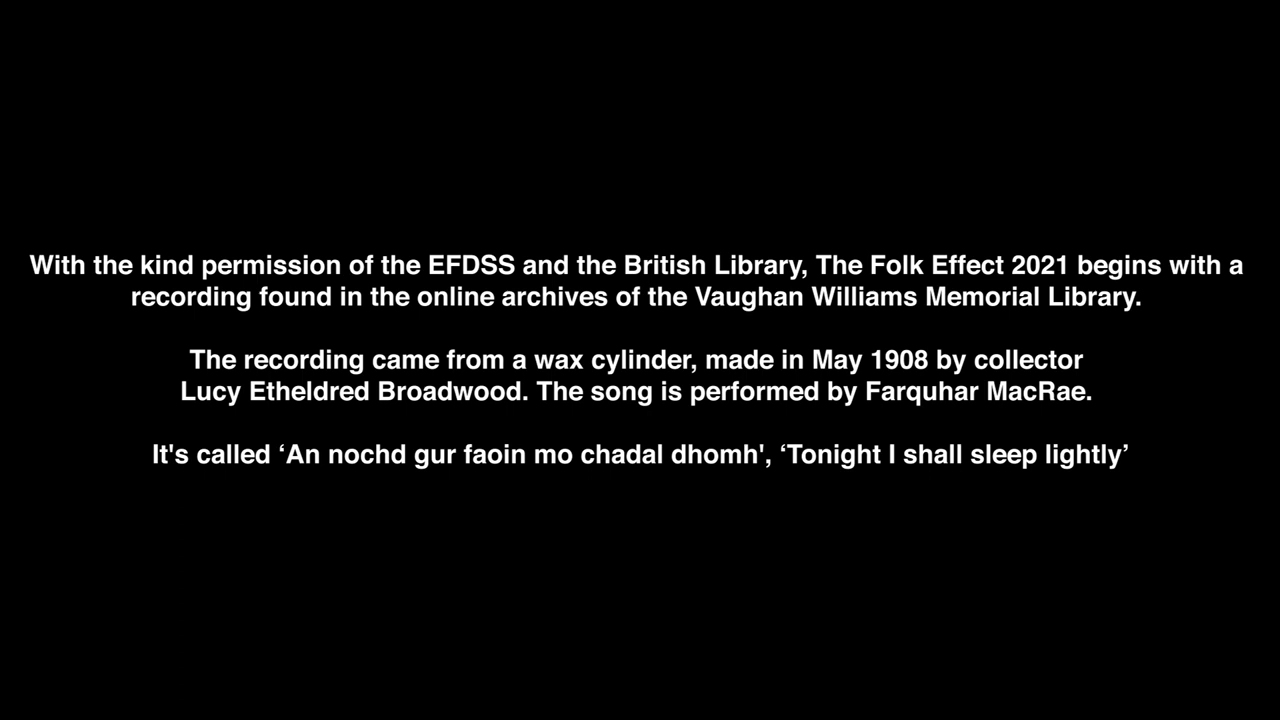 With the kind permission of the EFDSS and the British Library, The Folk Effect 2021 begins with a
recording found in the online archives of the Vaughan Williams Memorial Library.
The recording came from a wax cylinder, made in May 1908 by collector
Lucy Etheldred Broadwood. The song is performed by Farquhar MacRae.
It's called ‘An nochd gur faoin mo chadal dhomh', ‘Tonight I shall sleep lightly’